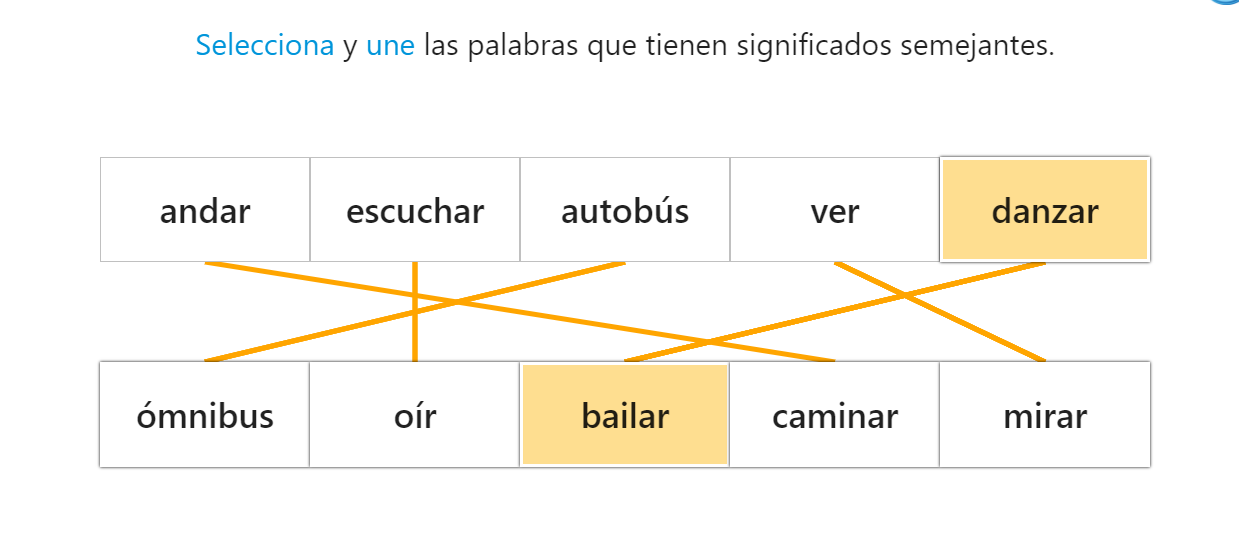 Selecciona y une las palabras que tienen significados semejantes.
andar escuchar autobús ver danzar
ómnibus oír bailar caminar mirar